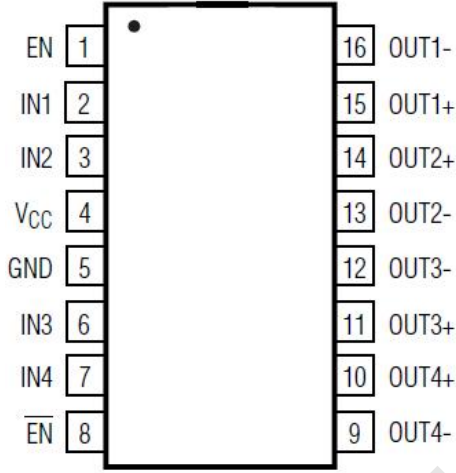 EN 1 16 OUT1-
IN1 2 15 OUT1+
IN2 3 14 OUT2+
VCC 4 13 OUT2-
GND 5 12 OUT3-
IN3 6 11 OUT3+
IN4 7 10 OUT4+
E̅N̅ 8 9 OUT4-